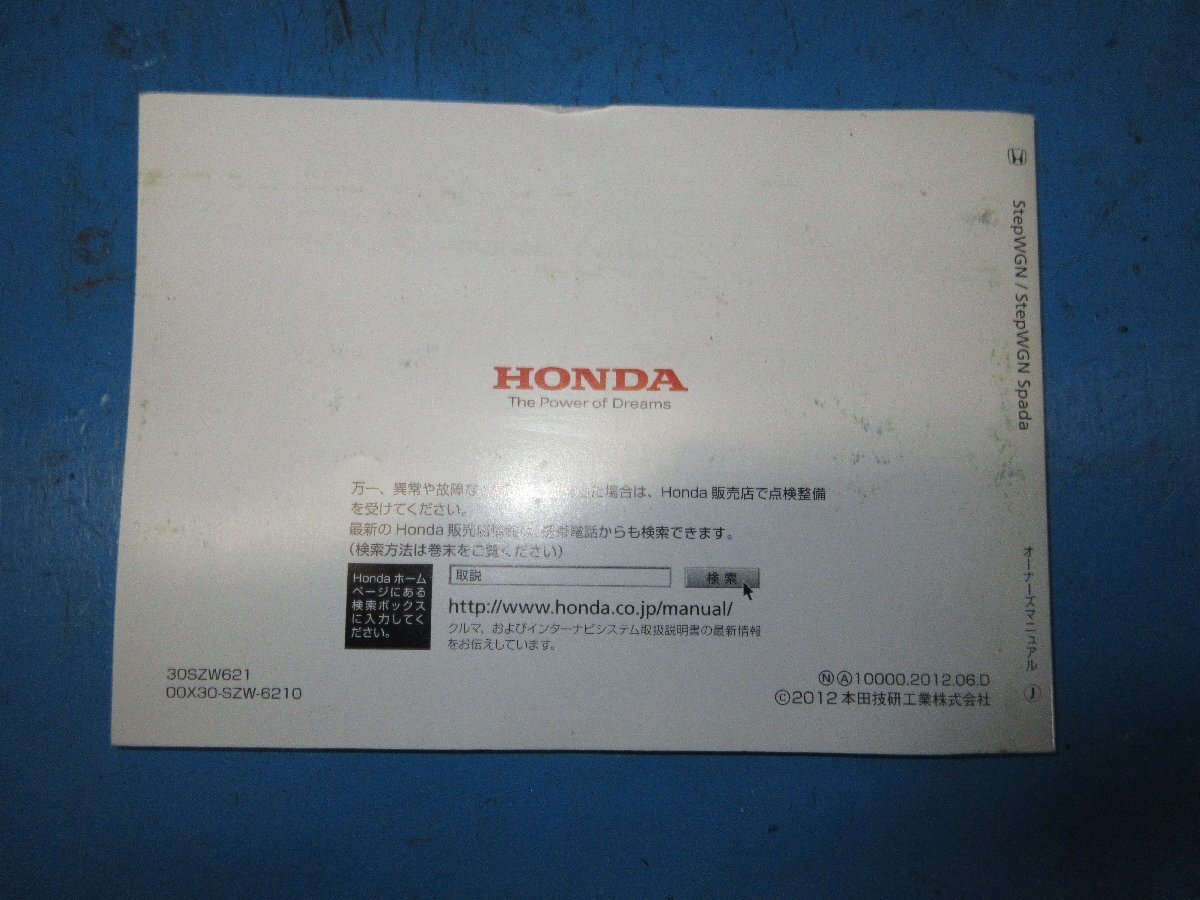 HONDA
The Power of Dreams
万一、異常や故障な 場合は、Honda 販売店で点検整備
を受けてください。
最新の Honda 販売店情報 携帯電話からも検索できます。
(検索方法は巻末をご覧ください)
Honda ホーム
ページにある
検索ボックス
に入力してく
ださい。
取説
検 索
http://www.honda.co.jp/manual/
クルマ、およびインターナビシステム取扱説明書の最新情報
をお伝えしています。
30SZW621
00X30-SZW-6210
ⓃⒶ10000.2012.06.D
©2012 本田技研工業株式会社
StepWGN / StepWGN Spada
オーナーズマニュアル Ⓙ